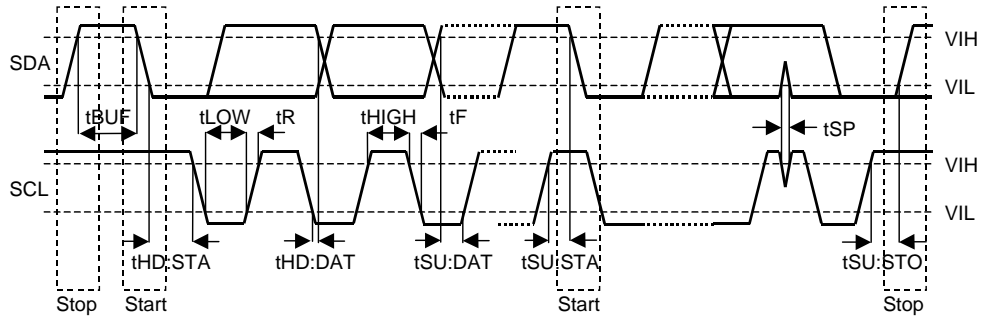 VIH
SDA
VIL
tBUF tLOW tR tHIGH tF
tSP
VIH
SCL
VIL
tHD:STA tHD:DAT tSU:DAT tSU:STA tSU:STO
Stop Start Start Stop